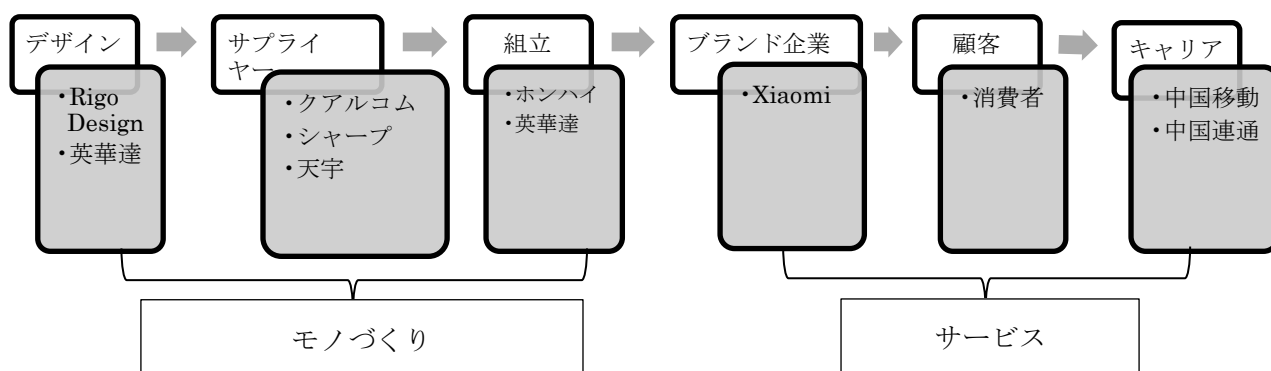 デザイン
サプライ
ヤー
組立
ブランド企業
顧客
キャリア
・Rigo
Design
・英華達
・クアルコム
・シャープ
・天宇
・ホンハイ
・英華達
・Xiaomi
・消費者
・中国移動
・中国連通
モノづくり
サービス